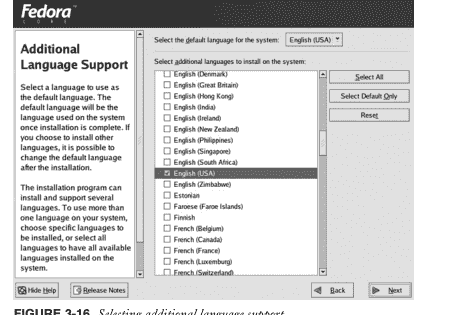 Fedora
CORE
Additional
Language Support
Select a language to use as
the default language. The
default language will be the
language used on the system
once installation is complete. If
you choose to install other
languages, it is possible to
change the default language
after the installation.
The installation program can
install and support several
languages. To use more than
one language on your system,
choose specific languages to
be installed, or select all
languages to have all available
languages installed on the
system.
Select the default language for the system: English (USA)
Select additional languages to install on the system:
English (Denmark)
English (Great Britain)
English (Hong Kong)
English (India)
English (Ireland)
English (New Zealand)
English (Philippines)
English (Singapore)
English (South Africa)
English (USA)
English (Zimbabwe)
Estonian
Faroese (Faroe Islands)
Finnish
French (Belgium)
French (Canada)
French (France)
French (Luxemburg)
French (Switzerland)
Select All
Select Default Only
Reset
Hide Help
Release Notes
Back
Next
FIGURE 3-16 Selecting additional language support